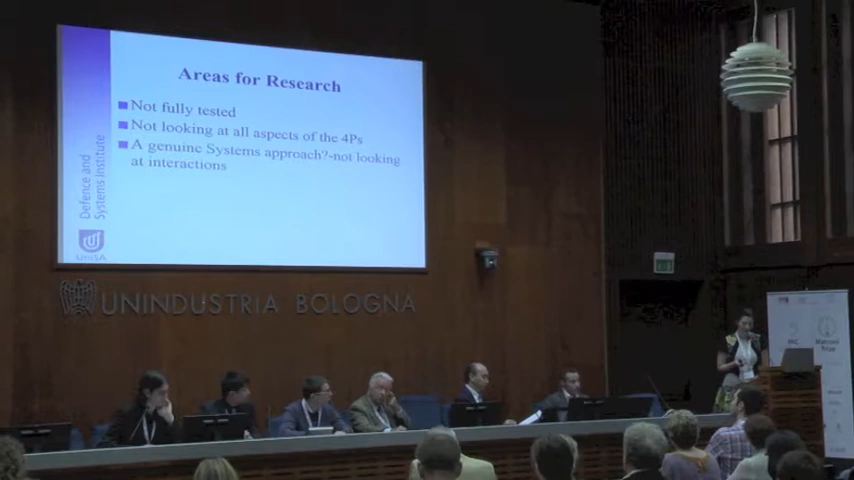 Areas for Research
Not fully tested
Not looking at all aspects of the 4Ps
A genuine Systems approach?-not looking
at interactions
Defence and
Systems Institute
UniSA
UNINDUSTRIA BOLOGNA